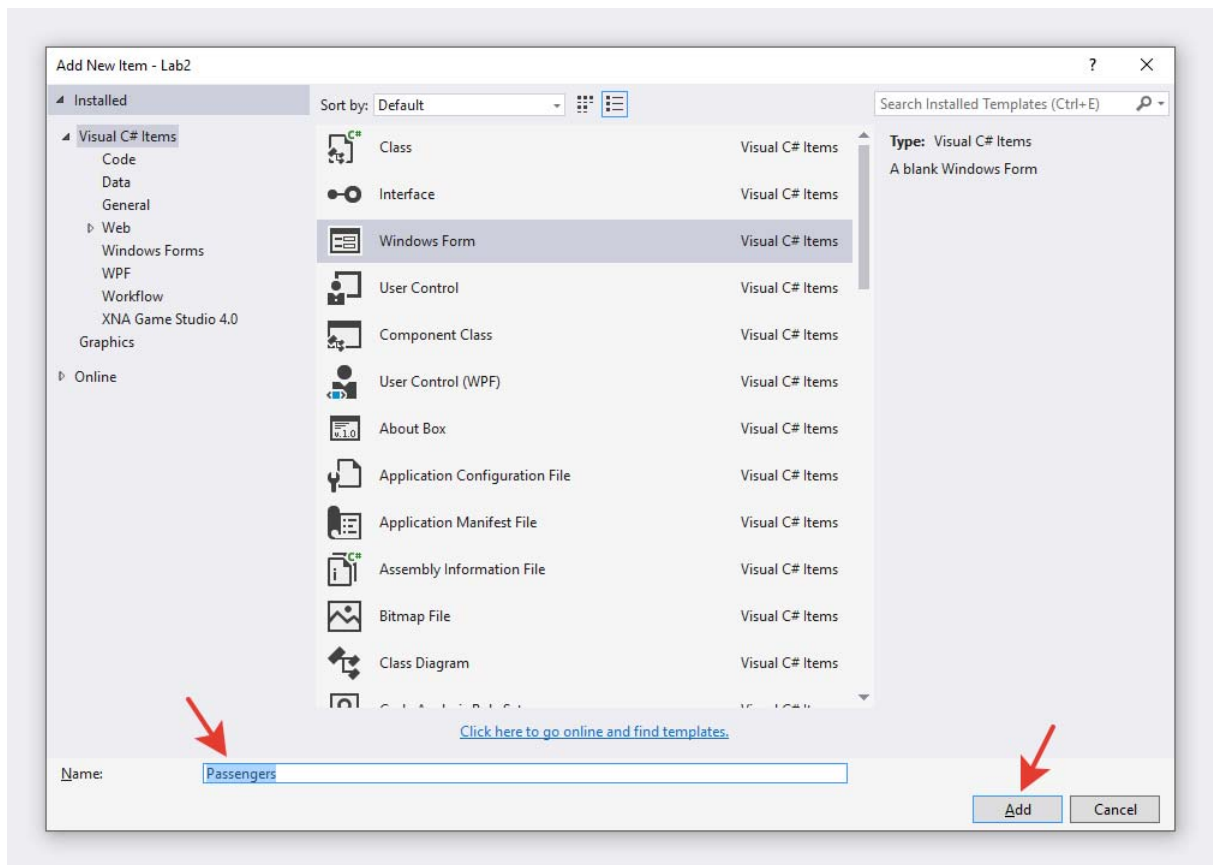 Add New Item - Lab2
?
Installed
Sort by: Default
Search Installed Templates (Ctrl+E)
Visual C# Items
Code
Data
General
Web
Windows Forms
WPF
Workflow
XNA Game Studio 4.0
Graphics
Online
C#
Class Visual C# Items
Interface Visual C# Items
Windows Form Visual C# Items
User Control Visual C# Items
Component Class Visual C# Items
User Control (WPF) Visual C# Items
v.1.0
About Box Visual C# Items
Application Configuration File Visual C# Items
Application Manifest File Visual C# Items
C#
Assembly Information File Visual C# Items
Bitmap File Visual C# Items
Class Diagram Visual C# Items
Type: Visual C# Items
A blank Windows Form
Click here to go online and find templates.
Name: Passengers
Add Cancel